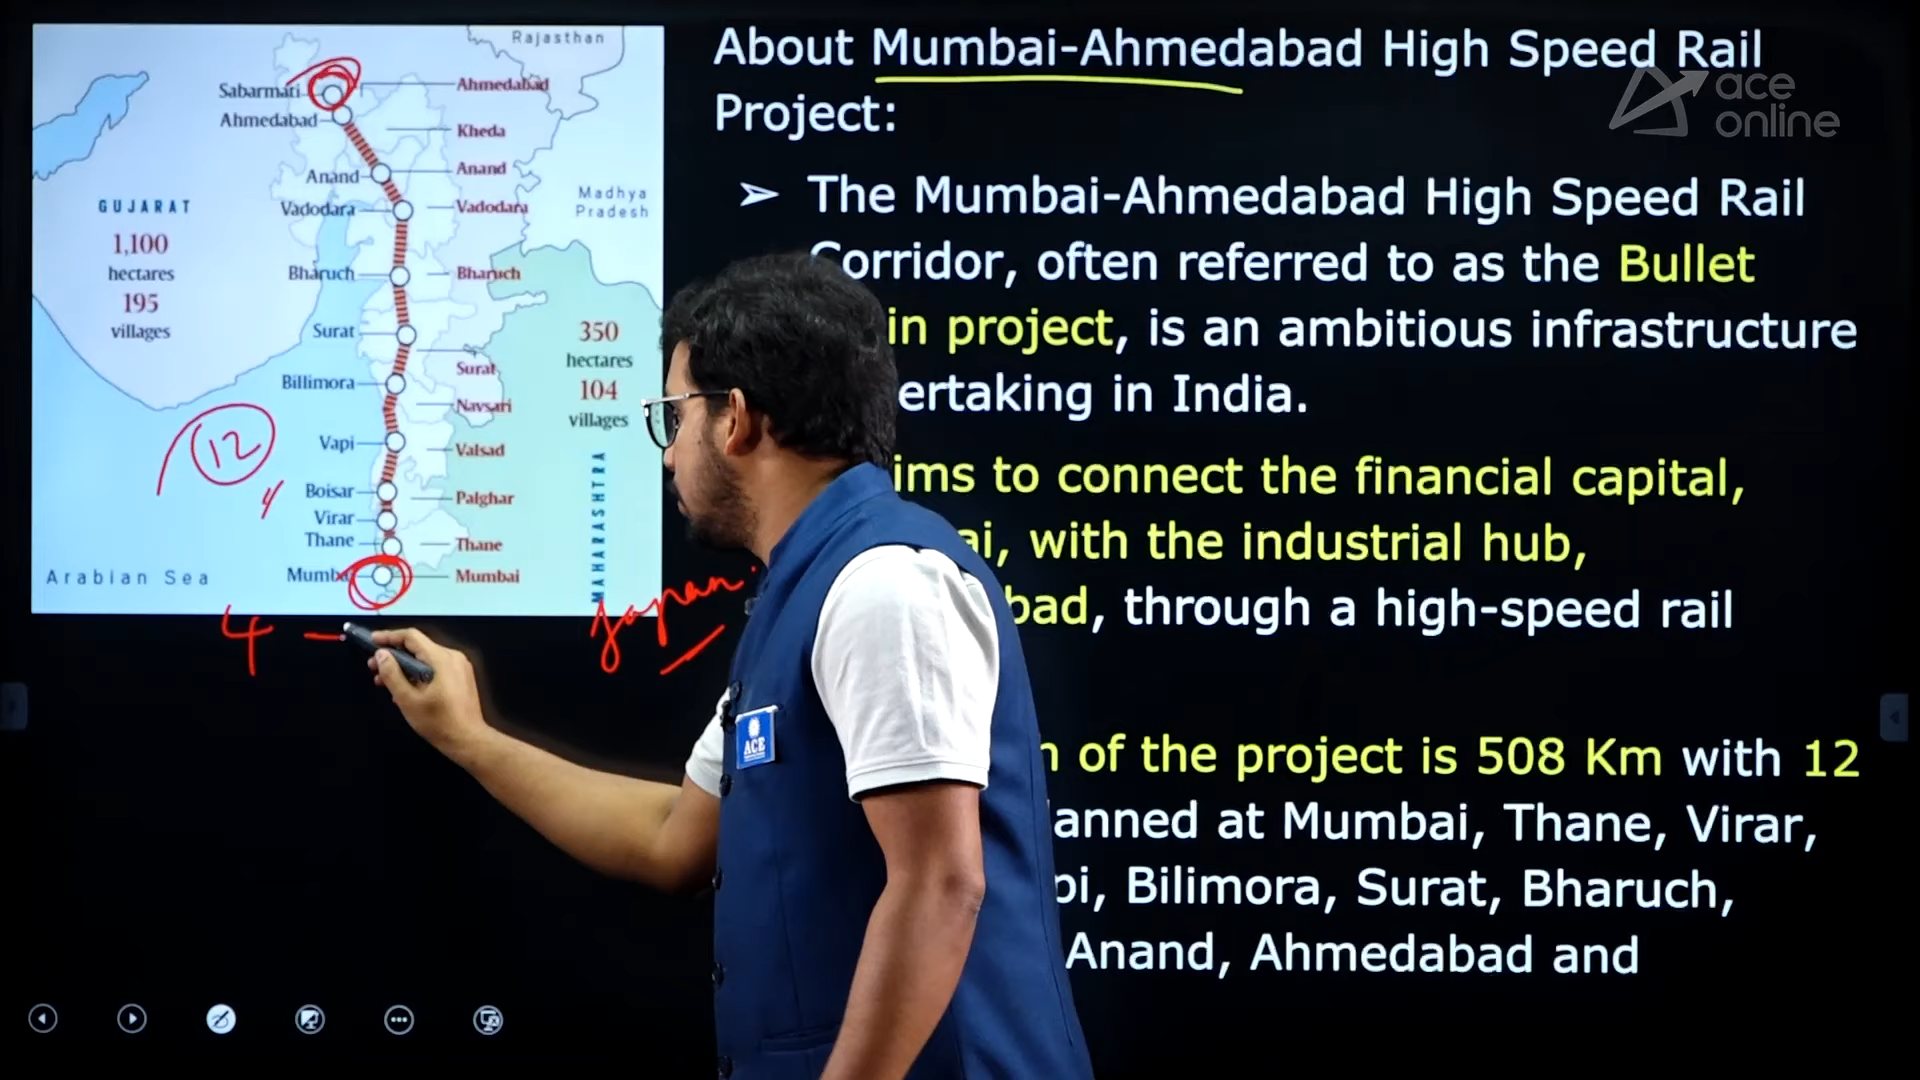 About Mumbai-Ahmedabad High Speed Rail
Project:
ace
online
➢ The Mumbai-Ahmedabad High Speed Rail
Corridor, often referred to as the Bullet
in project, is an ambitious infrastructure
ertaking in India.
ims to connect the financial capital,
ai, with the industrial hub,
bad, through a high-speed rail
n of the project is 508 Km with 12
anned at Mumbai, Thane, Virar,
pi, Bilimora, Surat, Bharuch,
Anand, Ahmedabad and
Rajasthan
Sabarmati
Ahmedabad
Ahmedabad
Kheda
Anand
Anand
Madhya
Pradesh
GUJARAT
Vadodara
Vadodara
1,100
hectares
195
villages
Bharuch
Bharuch
Surat
350
hectares
104
villages
Surat
Billimora
Navsari
12
Vapi
Valsad
Boisar
Palghar
Virar
Thane
Thane
MAHARASHTRA
Arabian Sea
Mumba
Mumbai
4 -
Japan
ACE